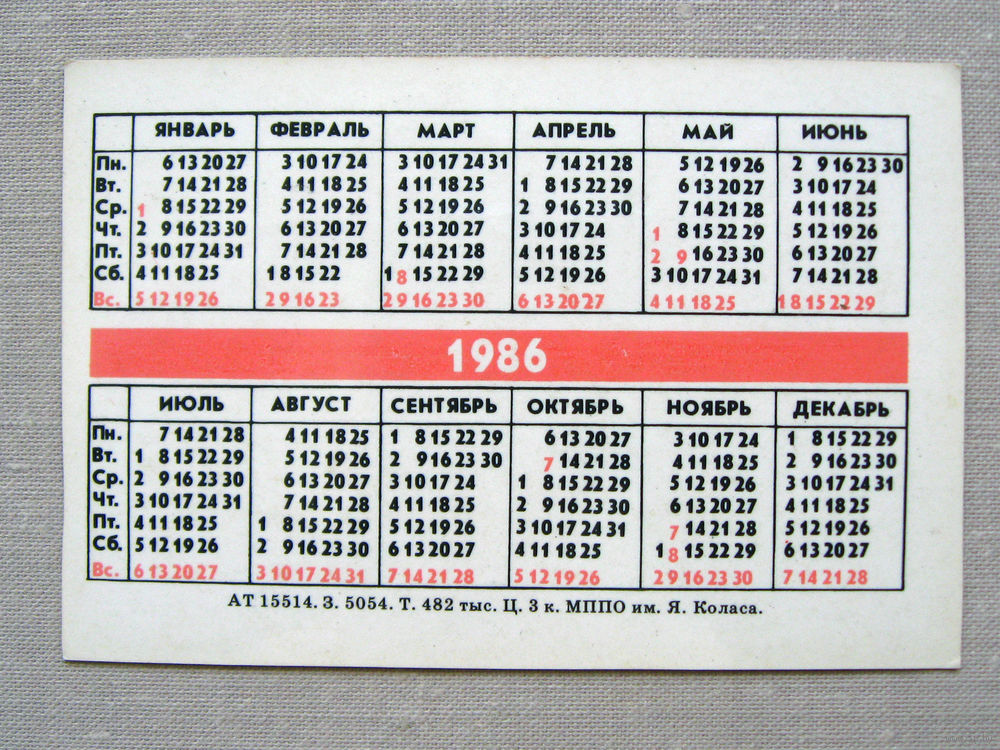 ЯНВАРЬ ФЕВРАЛЬ МАРТ АПРЕЛЬ МАЙ ИЮНЬ
Пн. 6 13 20 27 3 10 17 24 3 10 17 24 31 7 14 21 28 5 12 19 26 2 9 16 23 30
Вт. 7 14 21 28 4 11 18 25 4 11 18 25 1 8 15 22 29 6 13 20 27 3 10 17 24
Ср. 1 8 15 22 29 5 12 19 26 5 12 19 26 2 9 16 23 30 7 14 21 28 4 11 18 25
Чт. 2 9 16 23 30 6 13 20 27 6 13 20 27 3 10 17 24 1 8 15 22 29 5 12 19 26
Пт. 3 10 17 24 31 7 14 21 28 7 14 21 28 4 11 18 25 2 9 16 23 30 6 13 20 27
Сб. 4 11 18 25 1 8 15 22 1 8 15 22 29 5 12 19 26 3 10 17 24 31 7 14 21 28
Вс. 5 12 19 26 2 9 16 23 2 9 16 23 30 6 13 20 27 4 11 18 25 1 8 15 22 29
1986
ИЮЛЬ АВГУСТ СЕНТЯБРЬ ОКТЯБРЬ НОЯБРЬ ДЕКАБРЬ
Пн. 7 14 21 28 4 11 18 25 1 8 15 22 29 6 13 20 27 3 10 17 24 1 8 15 22 29
Вт. 1 8 15 22 29 5 12 19 26 2 9 16 23 30 7 14 21 28 4 11 18 25 2 9 16 23 30
Ср. 2 9 16 23 30 6 13 20 27 3 10 17 24 1 8 15 22 29 5 12 19 26 3 10 17 24 31
Чт. 3 10 17 24 31 7 14 21 28 4 11 18 25 2 9 16 23 30 6 13 20 27 4 11 18 25
Пт. 4 11 18 25 1 8 15 22 29 5 12 19 26 3 10 17 24 31 7 14 21 28 5 12 19 26
Сб. 5 12 19 26 2 9 16 23 30 6 13 20 27 4 11 18 25 1 8 15 22 29 6 13 20 27
Вс. 6 13 20 27 3 10 17 24 31 7 14 21 28 5 12 19 26 2 9 16 23 30 7 14 21 28
АТ 15514. З. 5054. Т. 482 тыс. Ц. 3 к. МППО им. Я. Коласа.